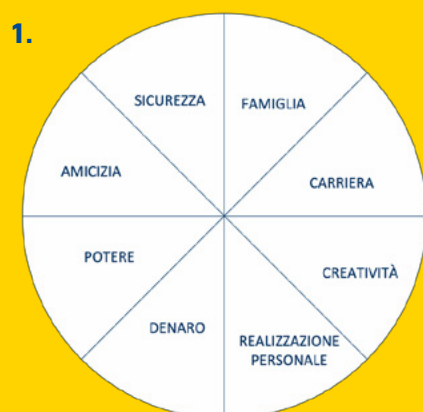 1.
SICUREZZA
FAMIGLIA
AMICIZIA
CARRIERA
POTERE
CREATIVITÀ
DENARO
REALIZZAZIONE
PERSONALE